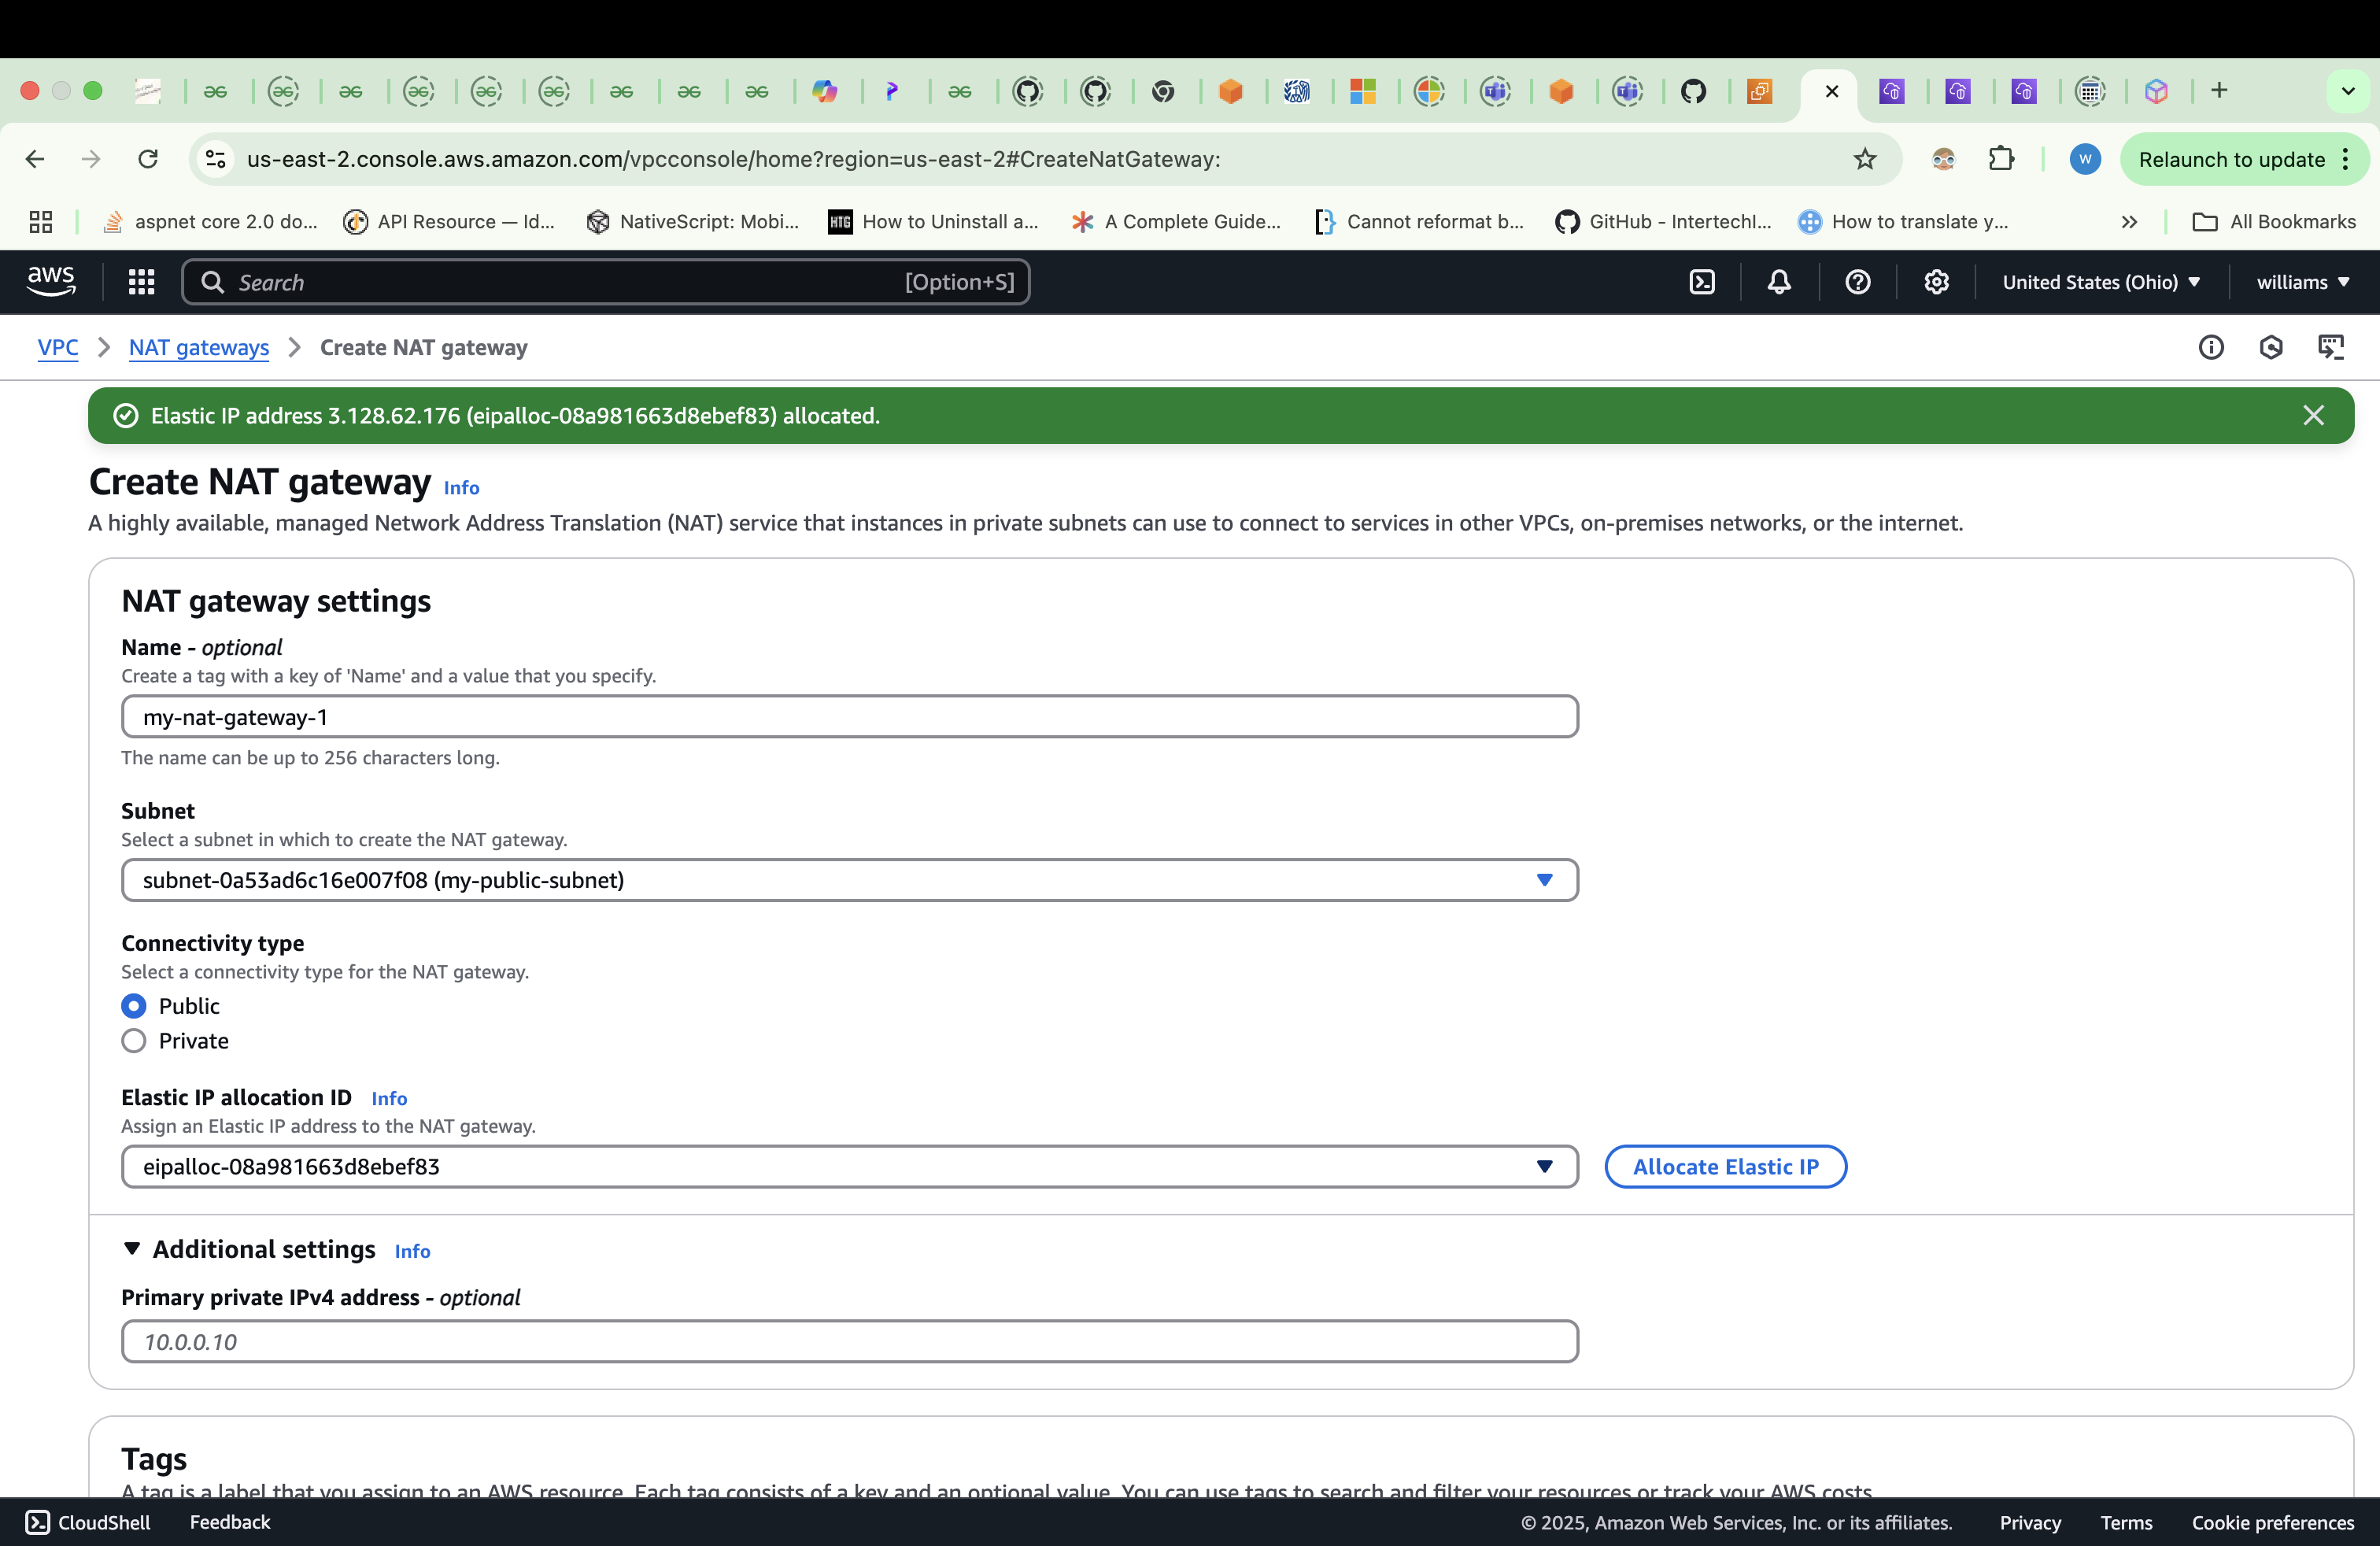 us-east-2.console.aws.amazon.com/vpcconsole/home?region=us-east-2#CreateNatGateway:
W
Relaunch to update
aspnet core 2.0 do...
API Resource — Id...
NativeScript: Mobi...
HTG
How to Uninstall a...
A Complete Guide...
Cannot reformat b...
GitHub - Intertechl...
How to translate y...
All Bookmarks
aws
Search
[Option+S]
United States (Ohio)
williams
VPC
NAT gateways
Create NAT gateway
Elastic IP address 3.128.62.176 (eipalloc-08a981663d8ebef83) allocated.
Create NAT gateway Info
A highly available, managed Network Address Translation (NAT) service that instances in private subnets can use to connect to services in other VPCs, on-premises networks, or the internet.
NAT gateway settings
Name - optional
Create a tag with a key of 'Name' and a value that you specify.
my-nat-gateway-1
The name can be up to 256 characters long.
Subnet
Select a subnet in which to create the NAT gateway.
subnet-0a53ad6c16e007f08 (my-public-subnet)
Connectivity type
Select a connectivity type for the NAT gateway.
Public
Private
Elastic IP allocation ID Info
Assign an Elastic IP address to the NAT gateway.
eipalloc-08a981663d8ebef83
Allocate Elastic IP
Additional settings Info
Primary private IPv4 address - optional
10.0.0.10
Tags
A tag is a label that you assign to an AWS resource. Each tag consists of a key and an optional value. You can use tags to search and filter your resources or track your AWS costs
CloudShell
Feedback
© 2025, Amazon Web Services, Inc. or its affiliates.
Privacy
Terms
Cookie preferences